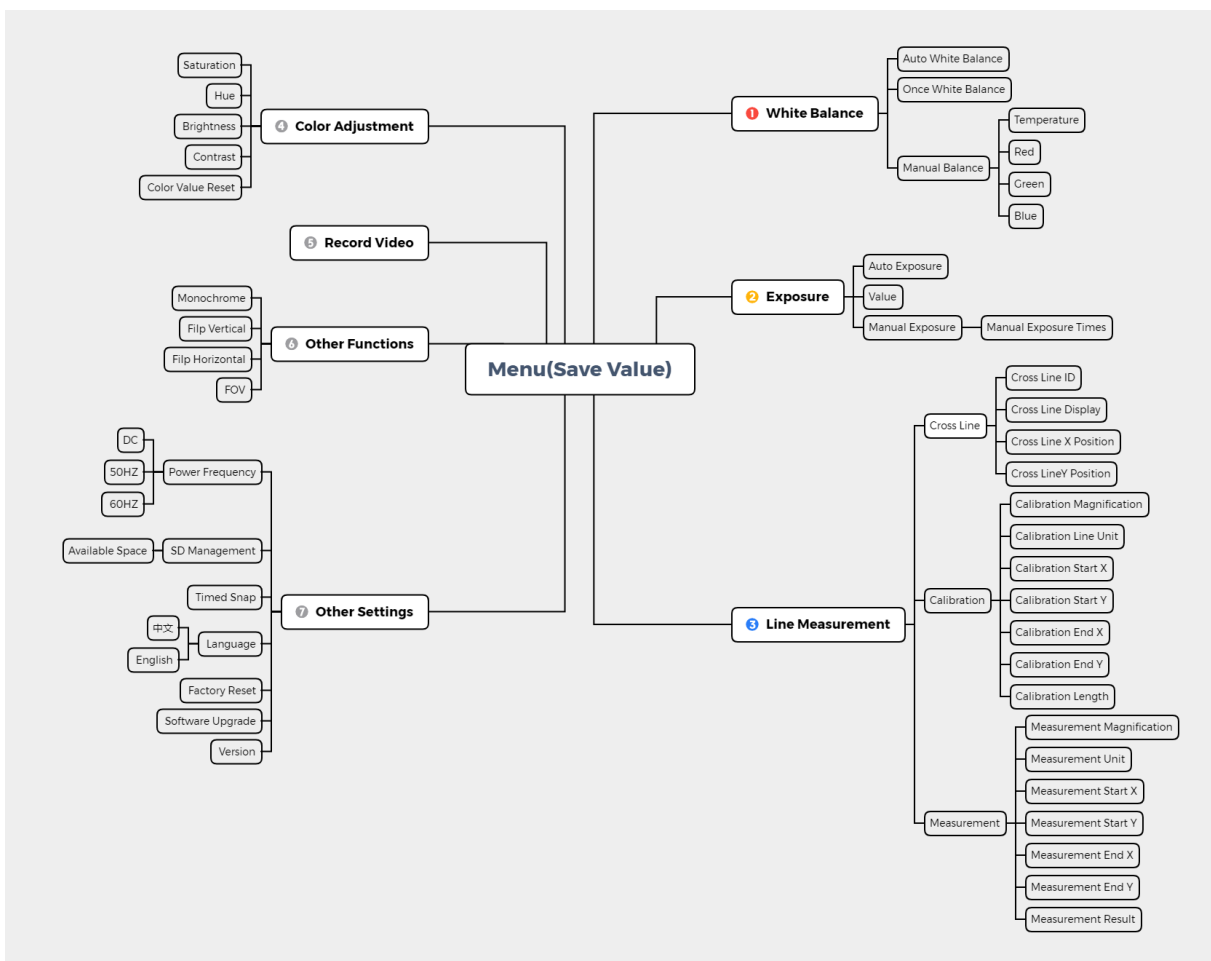 Menu(Save Value)
1 White Balance
Auto White Balance
Once White Balance
Manual Balance
Temperature
Red
Green
Blue
2 Exposure
Auto Exposure
Value
Manual Exposure
Manual Exposure Times
3 Line Measurement
Cross Line
Cross Line ID
Cross Line Display
Cross Line X Position
Cross LineY Position
Calibration
Calibration Magnification
Calibration Line Unit
Calibration Start X
Calibration Start Y
Calibration End X
Calibration End Y
Calibration Length
Measurement
Measurement Magnification
Measurement Unit
Measurement Start X
Measurement Start Y
Measurement End X
Measurement End Y
Measurement Result
4 Color Adjustment
Saturation
Hue
Brightness
Contrast
Color Value Reset
5 Record Video
6 Other Functions
Monochrome
Filp Vertical
Filp Horizontal
FOV
7 Other Settings
Power Frequency
DC
50HZ
60HZ
SD Management
Available Space
Timed Snap
Language
中文
English
Factory Reset
Software Upgrade
Version